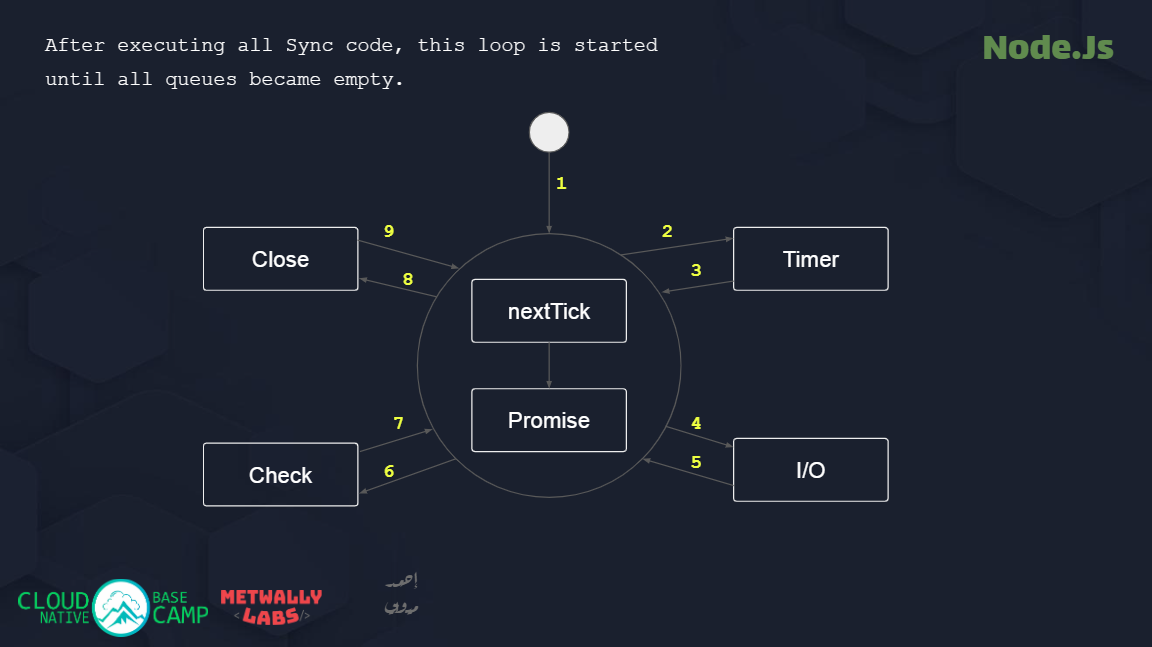 After executing all Sync code, this loop is started
until all queues became empty.
Node.Js
1
9
2
Close
Timer
8
3
nextTick
Promise
7
4
Check
6
5
I/O
CLOUD
NATIVE
BASE
CAMP
METWALLY
<LABS/>
إحمد